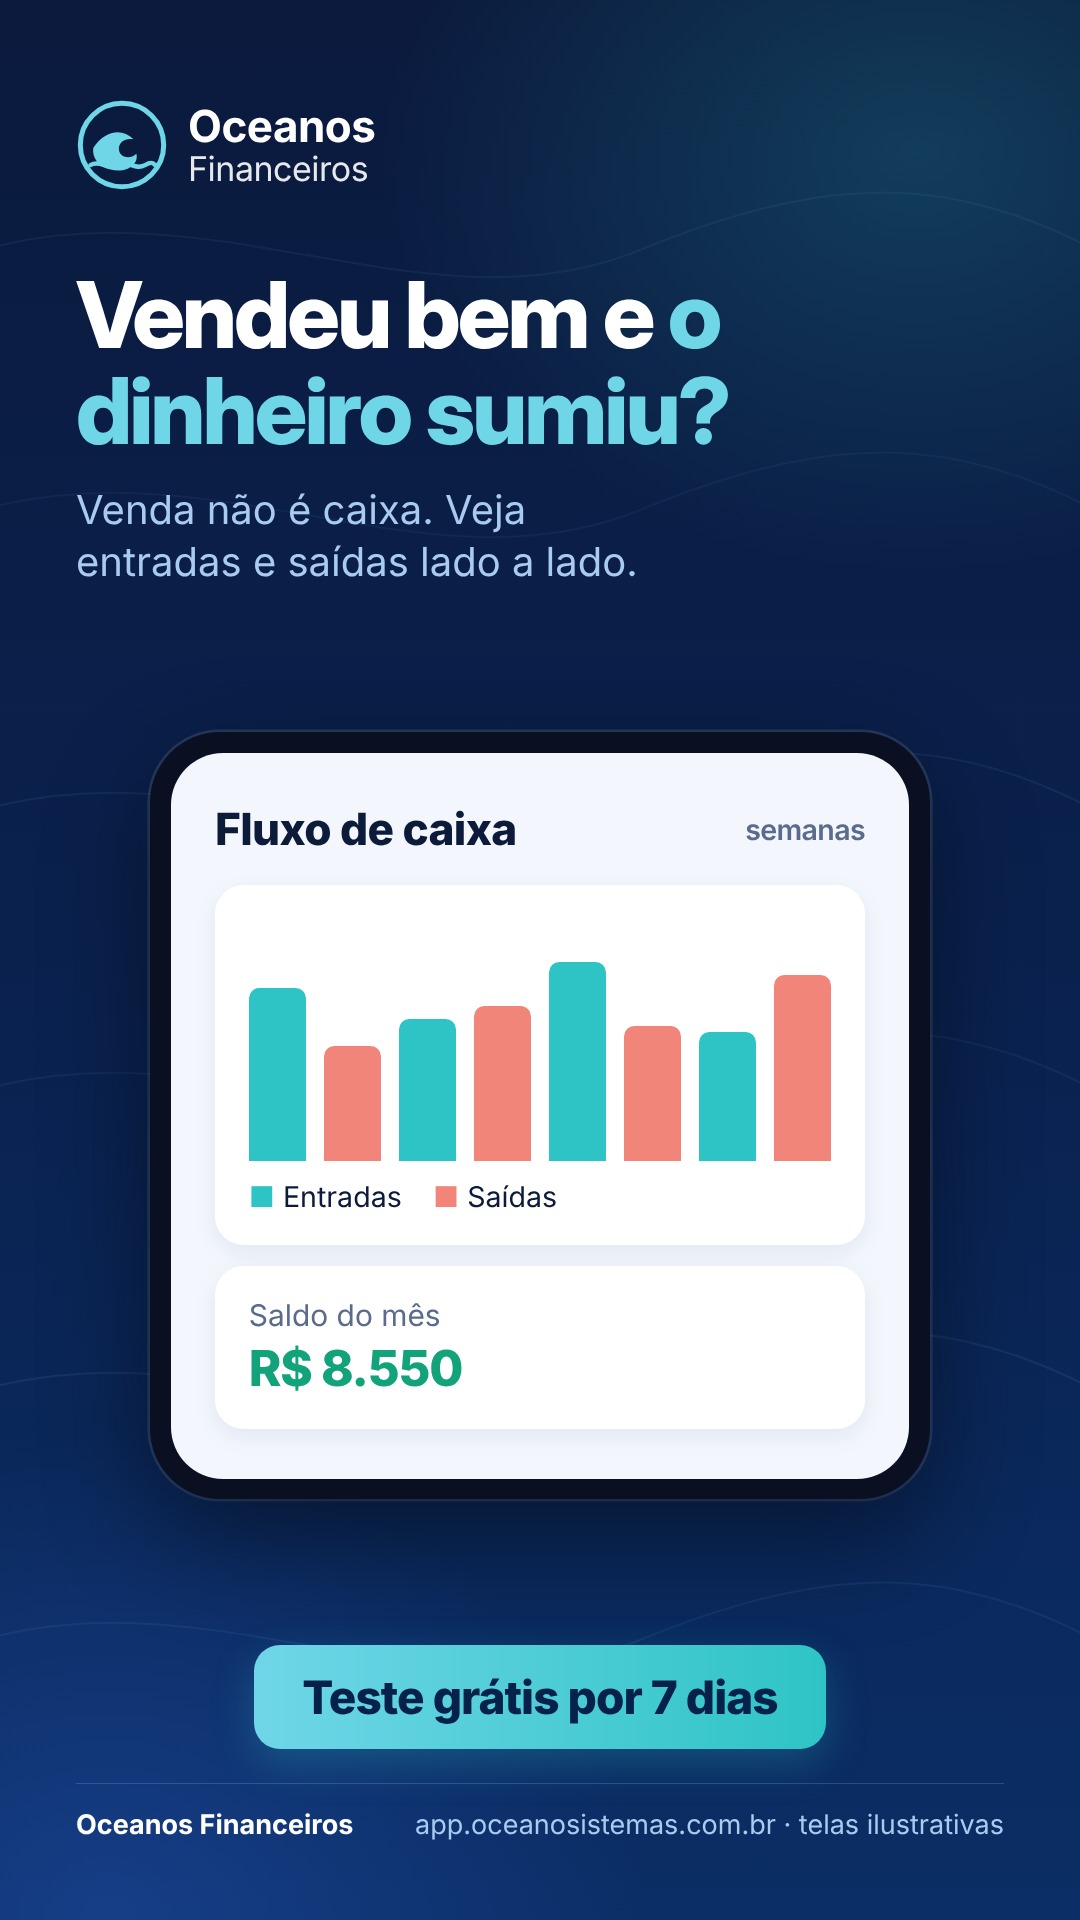 Oceanos
Financeiros
Vendeu bem e o
dinheiro sumiu?
Venda não é caixa. Veja
entradas e saídas lado a lado.
Fluxo de caixa
semanas
Entradas
Saídas
Saldo do mês
R$ 8.550
Teste grátis por 7 dias
Oceanos Financeiros
app.oceanosistemas.com.br · telas ilustrativas